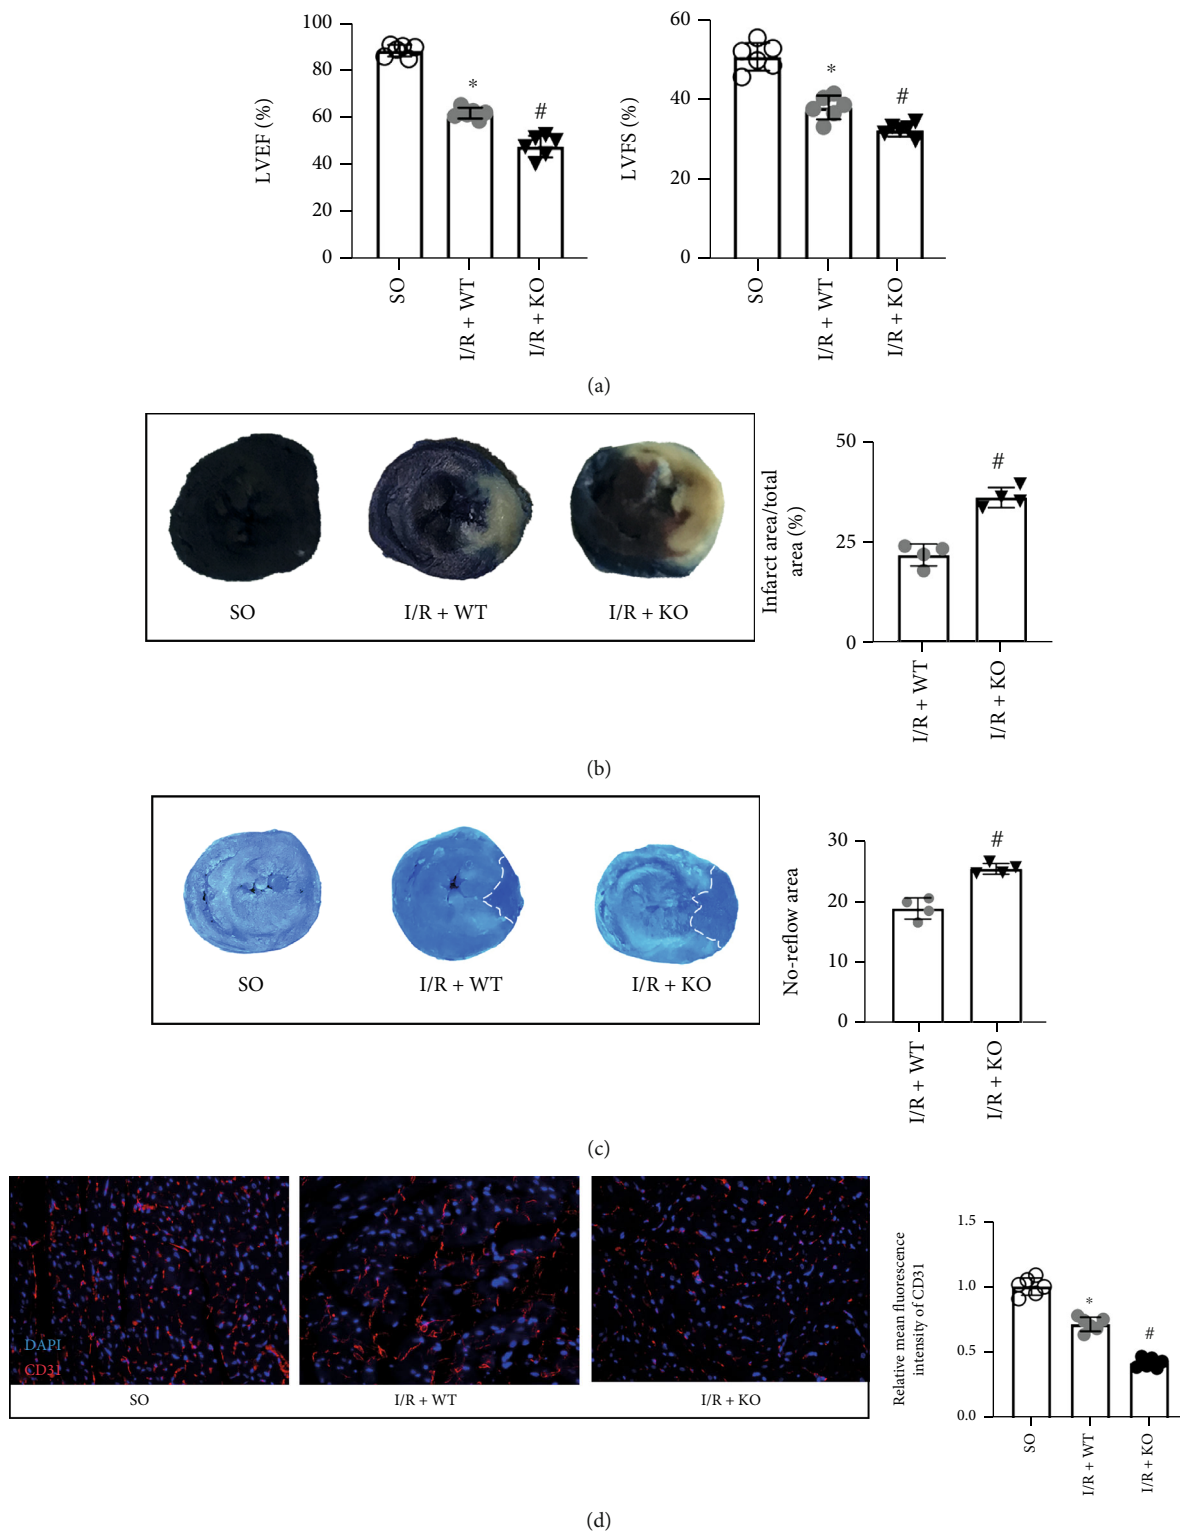 LVEF (%)
100
80
60
40
20
0
*
#
SO
I/R + WT
I/R + KO
LVFS (%)
60
40
20
0
*
#
SO
I/R + WT
I/R + KO
(a)
SO
I/R + WT
I/R + KO
Infarct area/total
area (%)
50
25
0
#
I/R + WT
I/R + KO
(b)
SO
I/R + WT
I/R + KO
No-reflow area
30
20
10
0
#
I/R + WT
I/R + KO
(c)
DAPI
CD31
SO
I/R + WT
I/R + KO
Relative mean fluorescence
intensity of CD31
1.5
1.0
0.5
0.0
*
#
SO
I/R + WT
I/R + KO
(d)